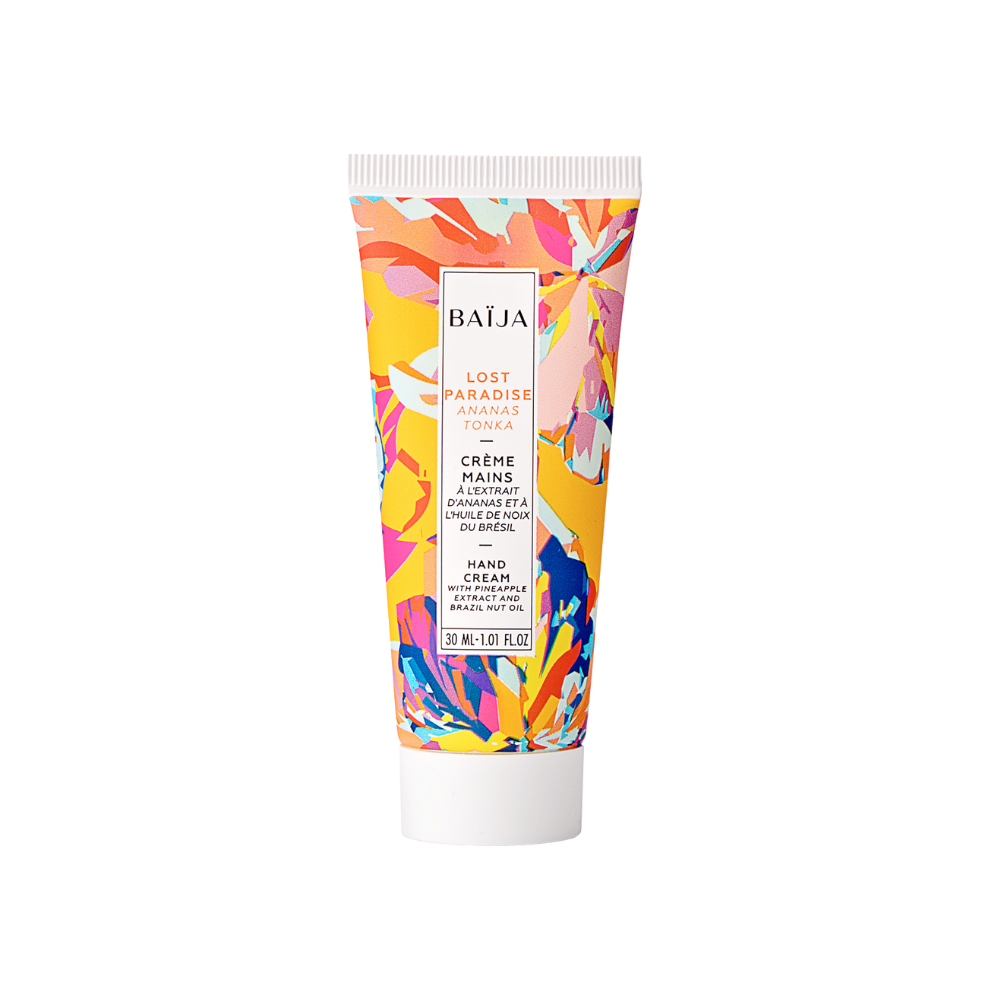 BAÏJA
LOST
PARADISE
ANANAS
TONKA
CRÈME
MAINS
À L'EXTRAIT
D'ANANAS ET À
L'HUILE DE NOIX
DU BRÉSIL
HAND
CREAM
WITH PINEAPPLE
EXTRACT AND
BRAZIL NUT OIL
30 ML-1.01 FL.OZ